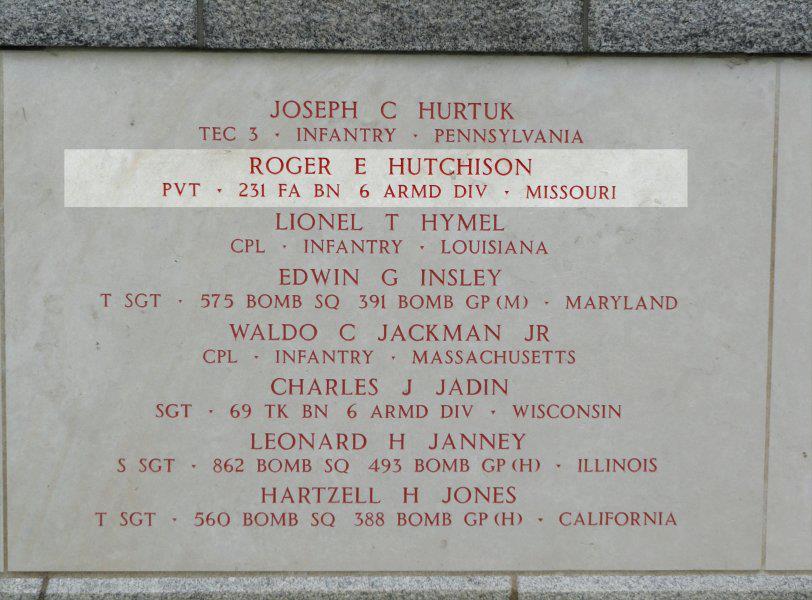 JOSEPH C HURTUK
TEC 3 · INFANTRY · PENNSYLVANIA
ROGER E HUTCHISON
PVT · 231 FA BN 6 ARMD DIV · MISSOURI
LIONEL T HYMEL
CPL · INFANTRY · LOUISIANA
EDWIN G INSLEY
T SGT · 575 BOMB SQ 391 BOMB GP (M) · MARYLAND
WALDO C JACKMAN JR
CPL · INFANTRY · MASSACHUSETTS
CHARLES J JADIN
SGT · 69 TK BN 6 ARMD DIV · WISCONSIN
LEONARD H JANNEY
S SGT · 862 BOMB SQ 493 BOMB GP (H) · ILLINOIS
HARTZELL H JONES
T SGT · 560 BOMB SQ 388 BOMB GP (H) · CALIFORNIA